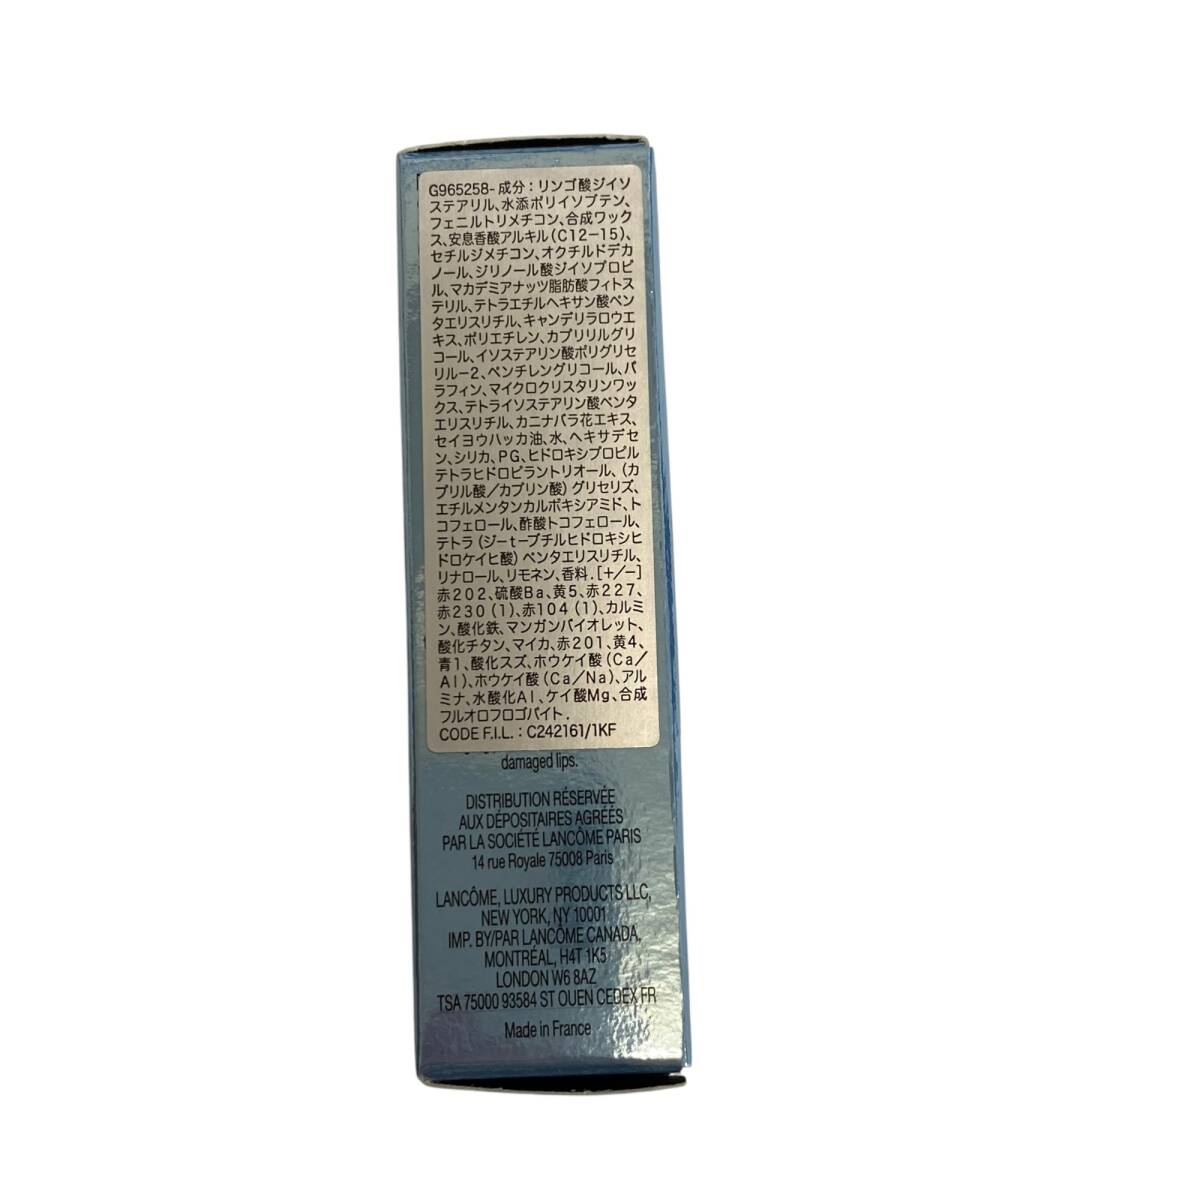 G965258- 成分：リンゴ酸ジイソ
ステアリル、水添ポリイソブテン、
フェニルトリメチコン、合成ワック
ス、安息香酸アルキル（C12-15）、
セチルジメチコン、オクチルドデカ
ノール、ジリノール酸ジイソプロピ
ル、マカデミアナッツ脂肪酸フィトス
テリル、テトラエチルヘキサン酸ペン
タエリスリチル、キャンデリラロウエ
キス、ポリエチレン、カプリリルグリ
コール、イソステアリン酸ポリグリセ
リル-2、ペンチレングリコール、パ
ラフィン、マイクロクリスタリンワッ
クス、テトライソステアリン酸ペンタ
エリスリチル、カニナバラ花エキス、
セイヨウハッカ油、水、ヘキサデセ
ン、シリカ、PG、ヒドロキシプロピル
テトラヒドロピラントリオール、（カ
プリル酸／カプリン酸）グリセリズ、
エチルメンタンカルボキシアミド、ト
コフェロール、酢酸トコフェロール、
テトラ（ジ-t-ブチルヒドロキシヒ
ドロケイヒ酸）ペンタエリスリチル、
リナロール、リモネン、香料．[+/-]
赤202、硫酸Ba、黄5、赤227、
赤230（1）、赤104（1）、カルミ
ン、酸化鉄、マンガンバイオレット、
酸化チタン、マイカ、赤201、黄4、
青1、酸化スズ、ホウケイ酸（Ca／
Al）、ホウケイ酸（Ca／Na）、アル
ミナ、水酸化Al、ケイ酸Mg、合成
フルオロフロゴパイト．
CODE F.I.L. : C242161/1KF
damaged lips.
DISTRIBUTION RÉSERVÉE
AUX DÉPOSITAIRES AGRÉÉS
PAR LA SOCIÉTÉ LANCÔME PARIS
14 rue Royale 75008 Paris
LANCÔME, LUXURY PRODUCTS LLC,
NEW YORK, NY 10001
IMP. BY/PAR LANCÔME CANADA,
MONTRÉAL, H4T 1K5
LONDON W6 8AZ
TSA 75000 93584 ST OUEN CEDEX FR
Made in France